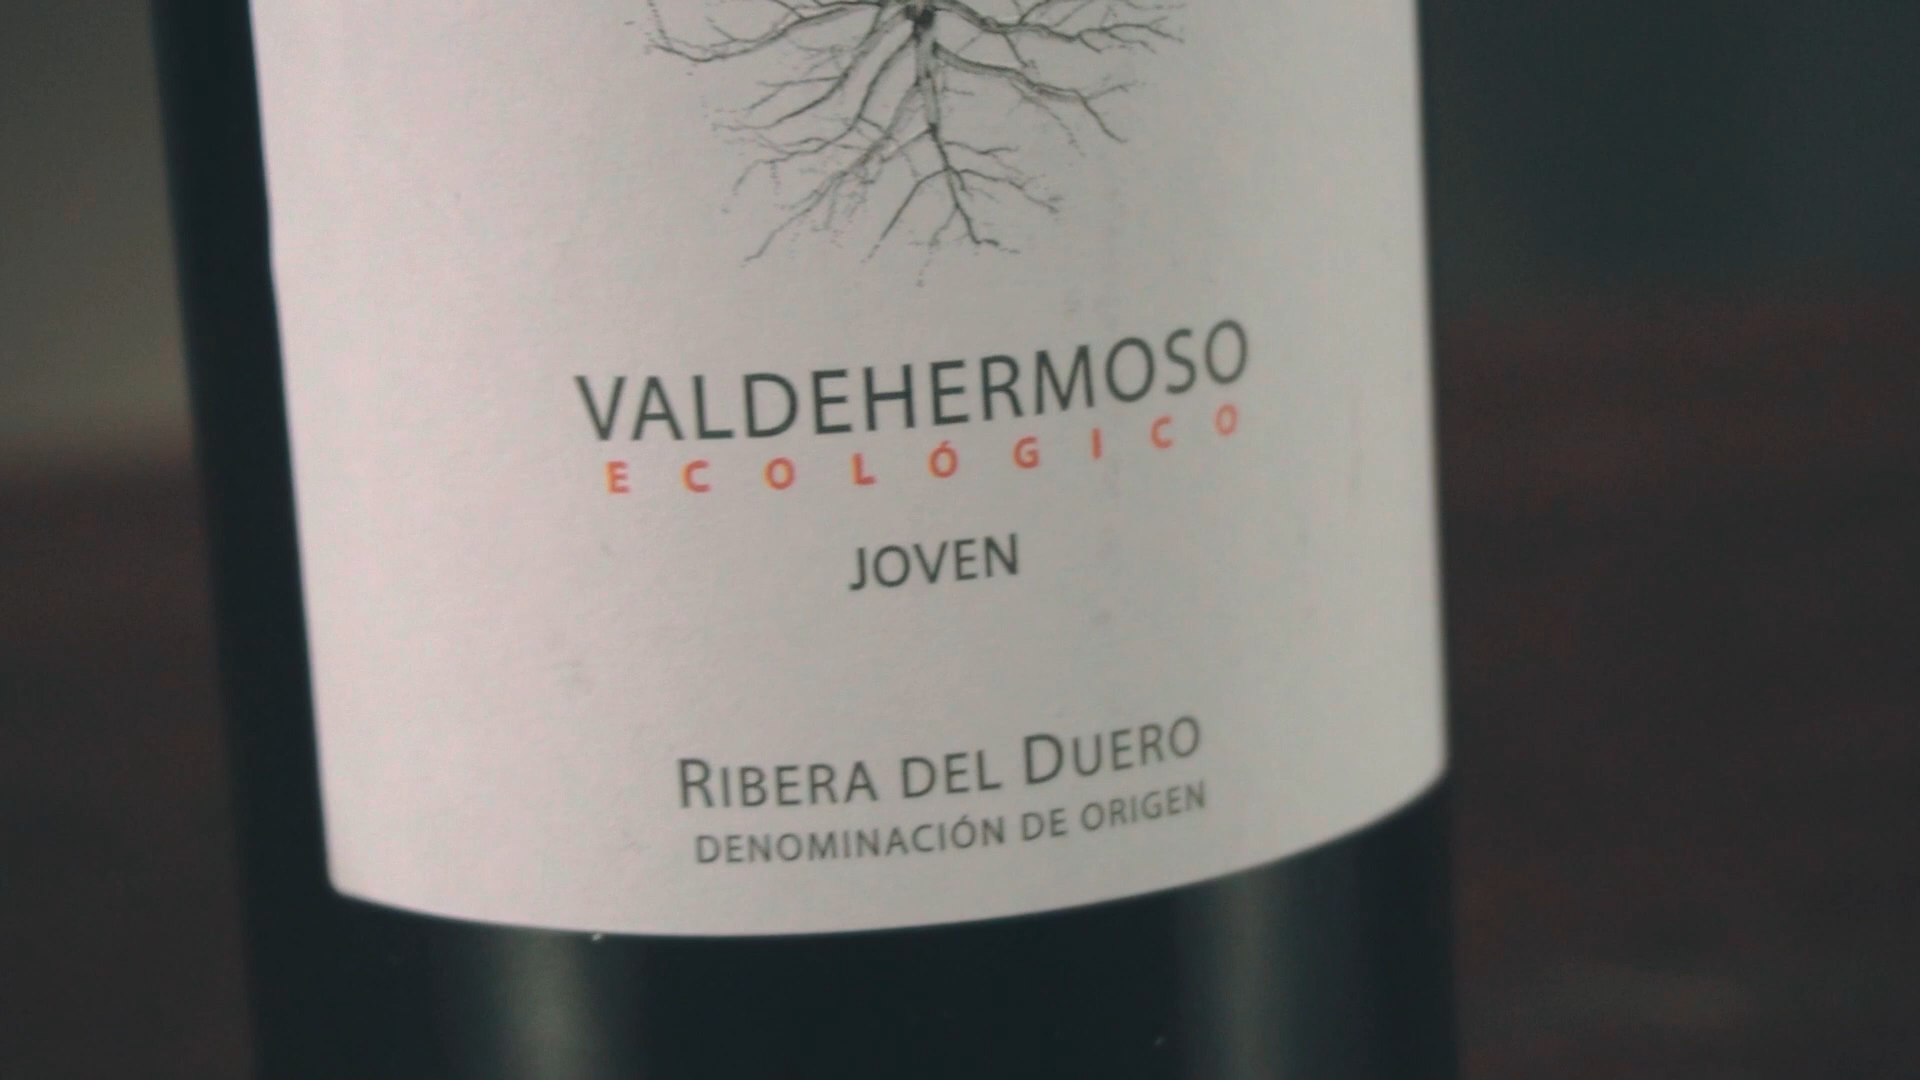 VALDEHERMOSO
ECOLÓGICO
JOVEN
RIBERA DEL DUERO
DENOMINACIÓN DE ORIGEN